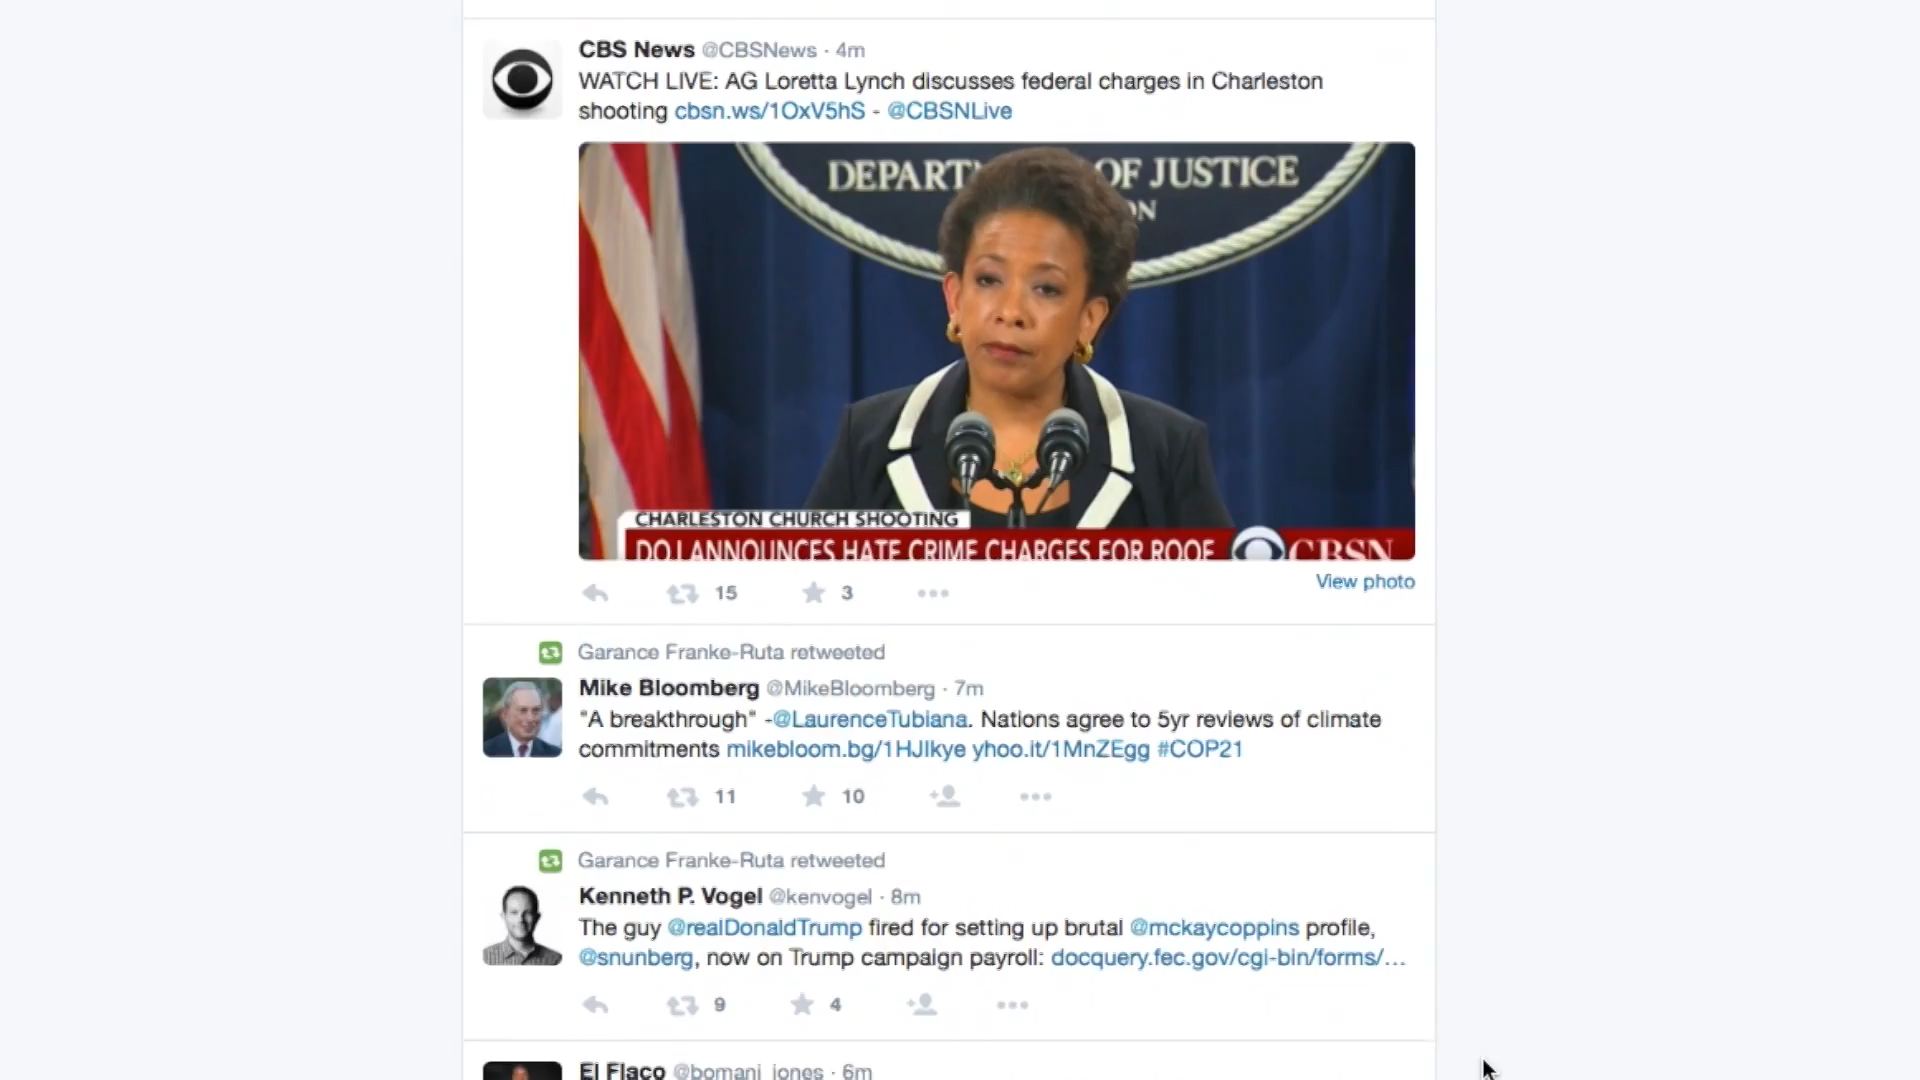 CBS News @CBSNews · 4m
WATCH LIVE: AG Loretta Lynch discusses federal charges in Charleston
shooting cbsn.ws/1OxV5hS - @CBSNLive
DEPART OF JUSTICE
ON
CHARLESTON CHURCH SHOOTING
DOJ ANNOUNCES HATE CRIME CHARGES FOR ROOF
CBSN
View photo
15 3
Garance Franke-Ruta retweeted
Mike Bloomberg @MikeBloomberg · 7m
"A breakthrough" -@LaurenceTubiana. Nations agree to 5yr reviews of climate
commitments mikebloom.bg/1HJIkye yhoo.it/1MnZEgg #COP21
11 10
Garance Franke-Ruta retweeted
Kenneth P. Vogel @kenvogel · 8m
The guy @realDonaldTrump fired for setting up brutal @mckaycoppins profile,
@snunberg, now on Trump campaign payroll: docquery.fec.gov/cgi-bin/forms/...
9 4
El Flaco @bomani_jones · 6m